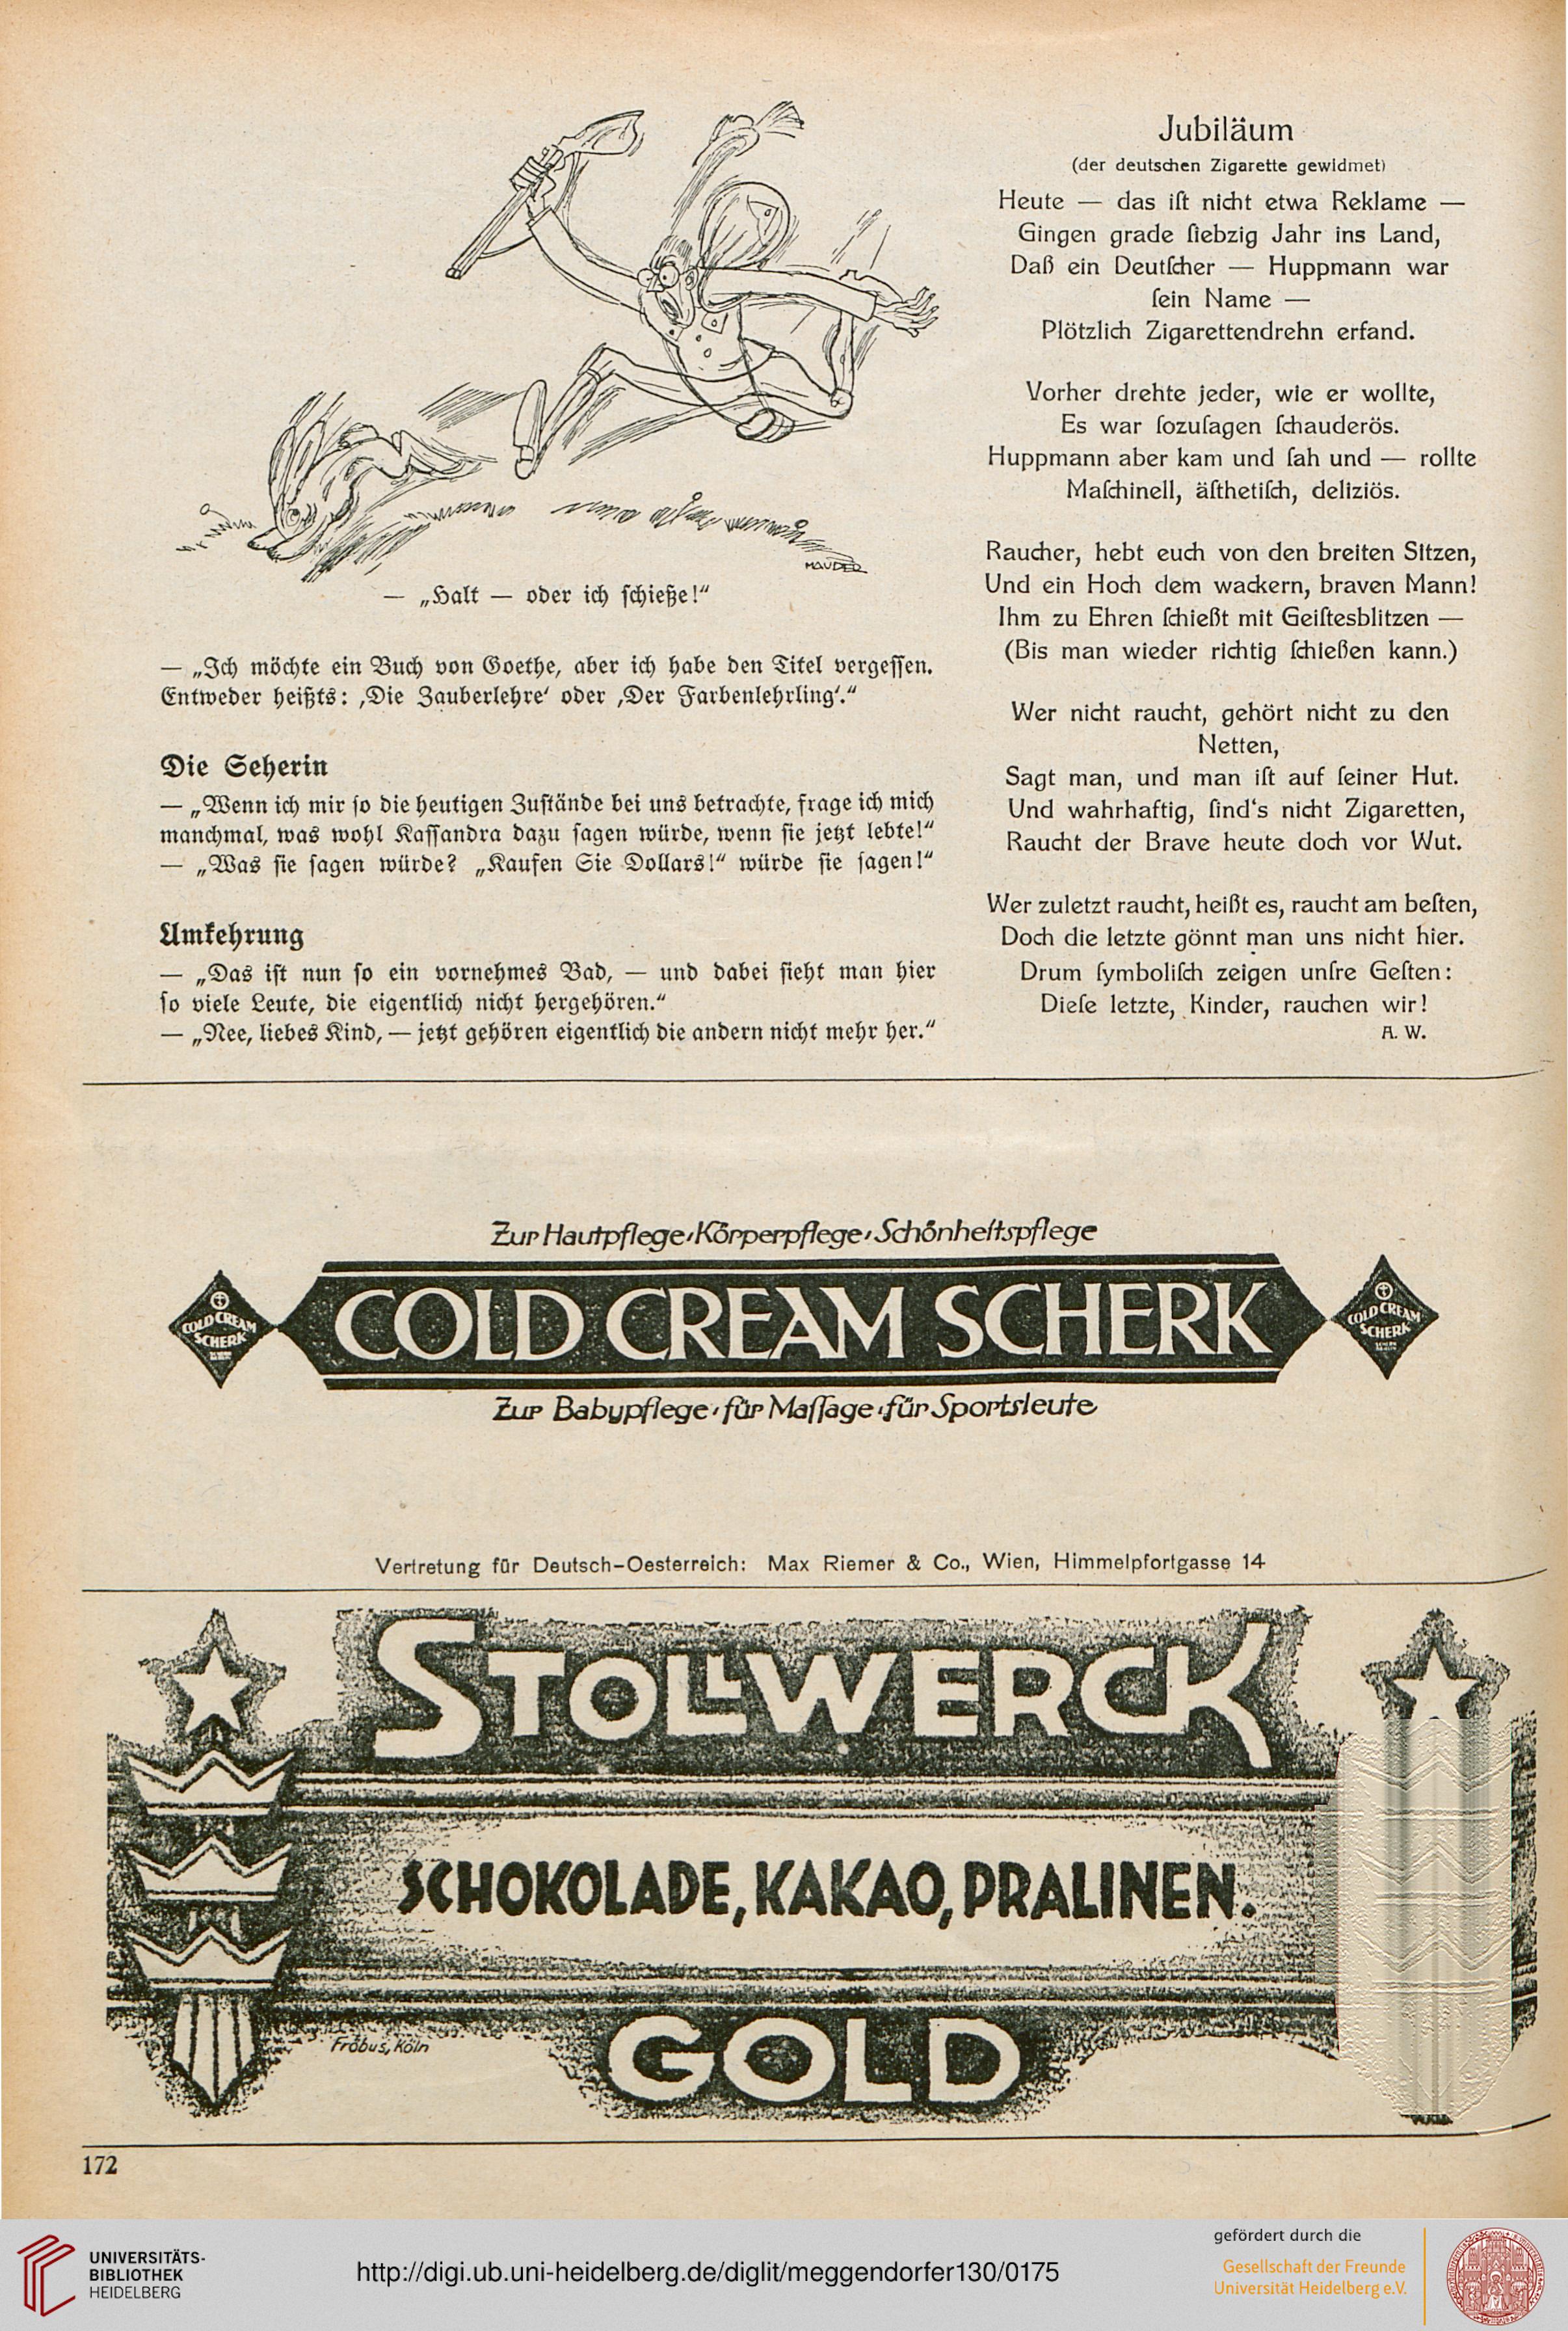 MAUDER
— „Halt — oder ich ſchieße!“
— „Ich möchte ein Buch von Goethe, aber ich habe den Titel vergeſſen.
Entweder heißts: ‚Die Zauberlehre‘ oder ‚Der Farbenlehrling‘.“
Die Seherin
— „Wenn ich mir ſo die heutigen Zuſtände bei uns betrachte, frage ich mich
manchmal, was wohl Kaſſandra dazu ſagen würde, wenn ſie jetzt lebte!“
— „Was ſie ſagen würde? „Kaufen Sie Dollars!“ würde ſie ſagen!“
Umkehrung
— „Das iſt nun ſo ein vornehmes Bad, — und dabei ſieht man hier
ſo viele Leute, die eigentlich nicht hergehören.“
— „Nee, liebes Kind, — jetzt gehören eigentlich die andern nicht mehr her.“
Jubiläum
(der deutschen Zigarette gewidmet)
Heute — das iſt nicht etwa Reklame —
Gingen grade ſiebzig Jahr ins Land,
Daß ein Deutſcher — Huppmann war
ſein Name —
Plötzlich Zigarettendrehn erfand.
Vorher drehte jeder, wie er wollte,
Es war ſozuſagen ſchauderös.
Huppmann aber kam und ſah und — rollte
Maſchinell, äſthetiſch, deliziös.
Raucher, hebt euch von den breiten Sitzen,
Und ein Hoch dem wackern, braven Mann!
Ihm zu Ehren ſchießt mit Geiſtesblitzen —
(Bis man wieder richtig ſchießen kann.)
Wer nicht raucht, gehört nicht zu den
Netten,
Sagt man, und man iſt auf ſeiner Hut.
Und wahrhaftig, ſind‘s nicht Zigaretten,
Raucht der Brave heute doch vor Wut.
Wer zuletzt raucht, heißt es, raucht am beſten,
Doch die letzte gönnt man uns nicht hier.
Drum ſymboliſch zeigen unſre Geſten:
Dieſe letzte, Kinder, rauchen wir!
A. W.
Zur Hautpflege, Körperpflege, Schönheitspflege
COLD CREAM SCHERK
COLD CREAM SCHERK
COLD CREAM SCHERK
Zur Babypflege, für Maſſage, für Sportsleute
Vertretung für Deutsch-Oesterreich: Max Riemer & Co., Wien, Himmelpfortgasse 14
STOLLWERCK
SCHOKOLADE, KAKAO, PRALINEN.
GOLD
Fröbus, Köln
172
UNIVERSITÄTS-
BIBLIOTHEK
HEIDELBERG
http://digi.ub.uni-heidelberg.de/diglit/meggendorfer130/0175
gefördert durch die
Gesellschaft der Freunde
Universität Heidelberg e.V.